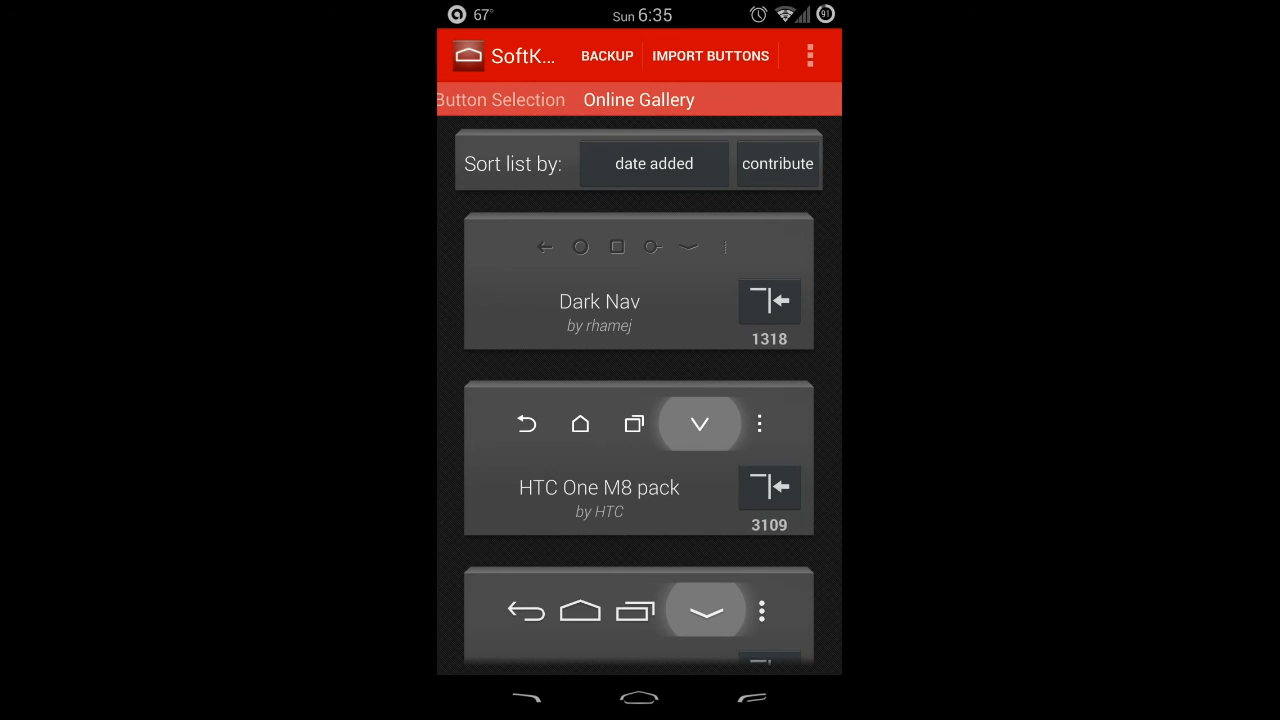 67° Sun 6:35 91
SoftK... BACKUP IMPORT BUTTONS
Button Selection Online Gallery
Sort list by: date added contribute
Dark Nav
by rhamej
1318
HTC One M8 pack
by HTC
3109